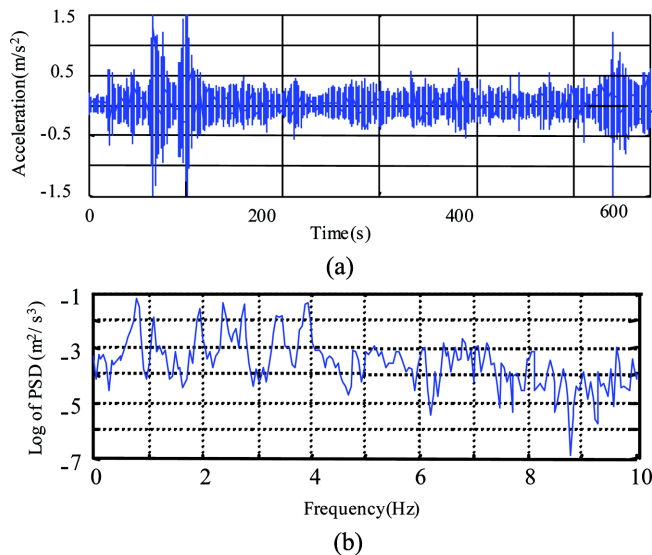 1.5
0.5
-0.5
-1.5
Acceleration(m/s²)
0 200 400 600
Time(s)
(a)
-1
-3
-5
-7
Log of PSD (m²/ s³)
0 2 4 6 8 10
Frequency(Hz)
(b)